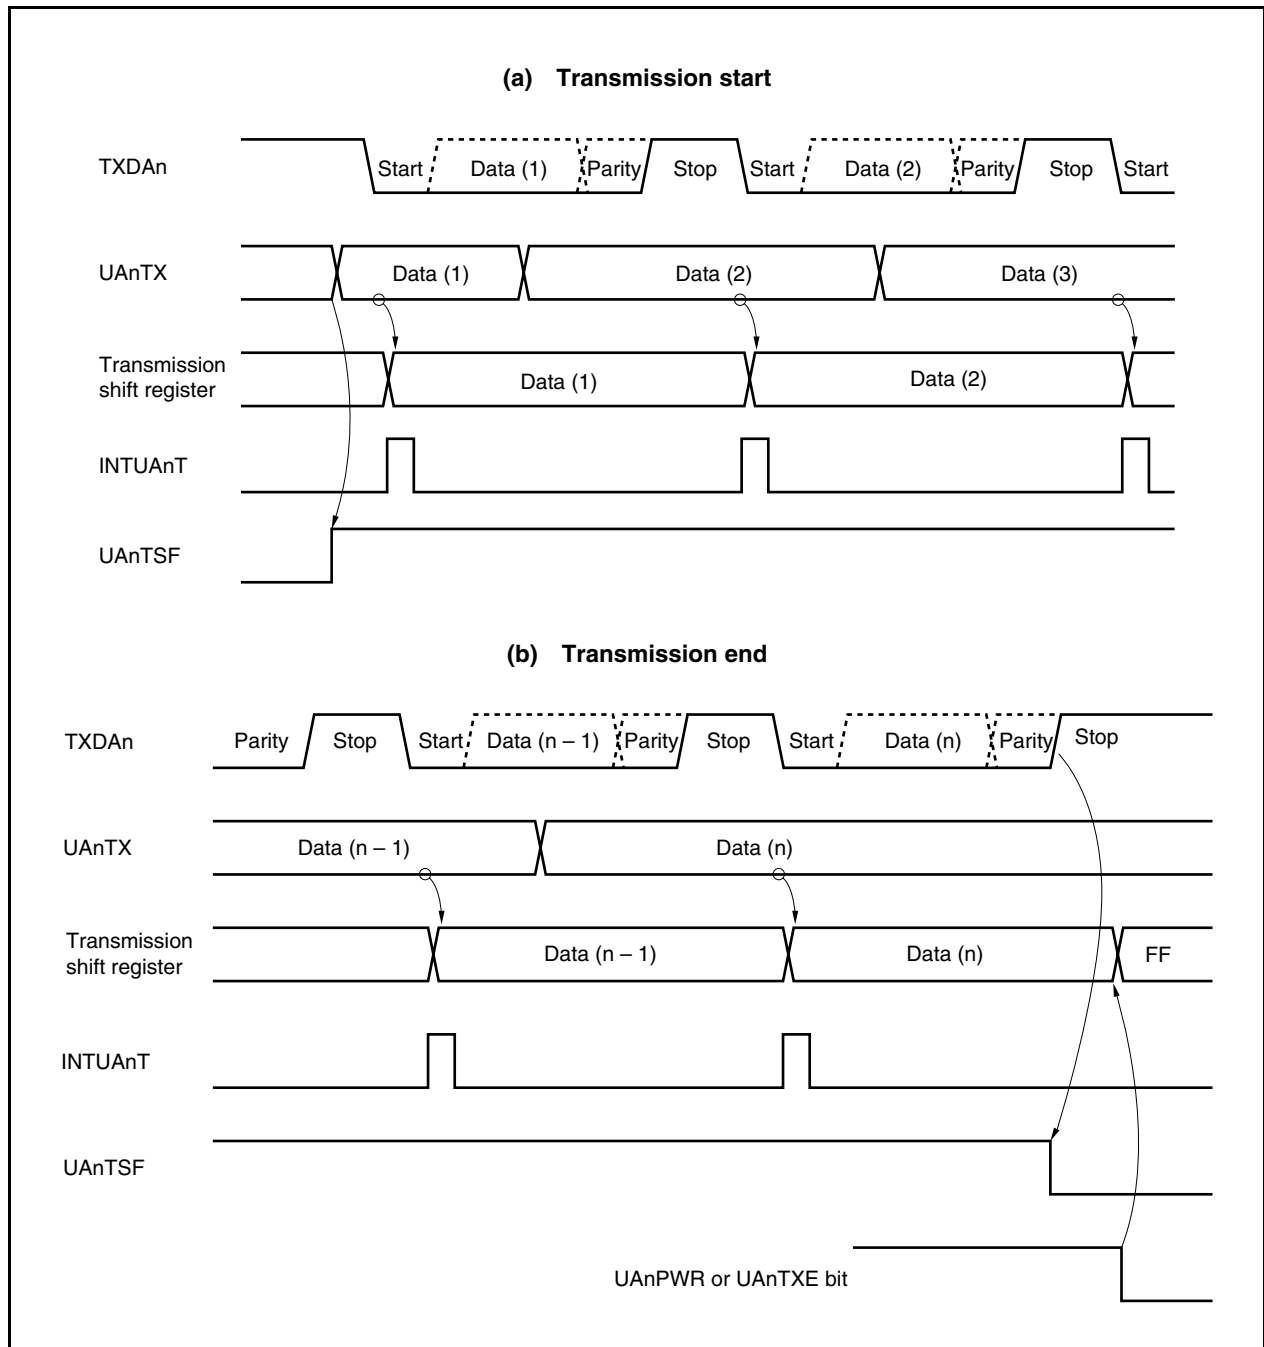 (a) Transmission start
TXDAn
Start Data (1) Parity Stop Start Data (2) Parity Stop Start
UAnTX
Data (1) Data (2) Data (3)
Transmission
shift register
Data (1) Data (2)
INTUAnT
UAnTSF
(b) Transmission end
TXDAn
Parity Stop Start Data (n – 1) Parity Stop Start Data (n) Parity Stop
UAnTX
Data (n – 1) Data (n)
Transmission
shift register
Data (n – 1) Data (n) FF
INTUAnT
UAnTSF
UAnPWR or UAnTXE bit